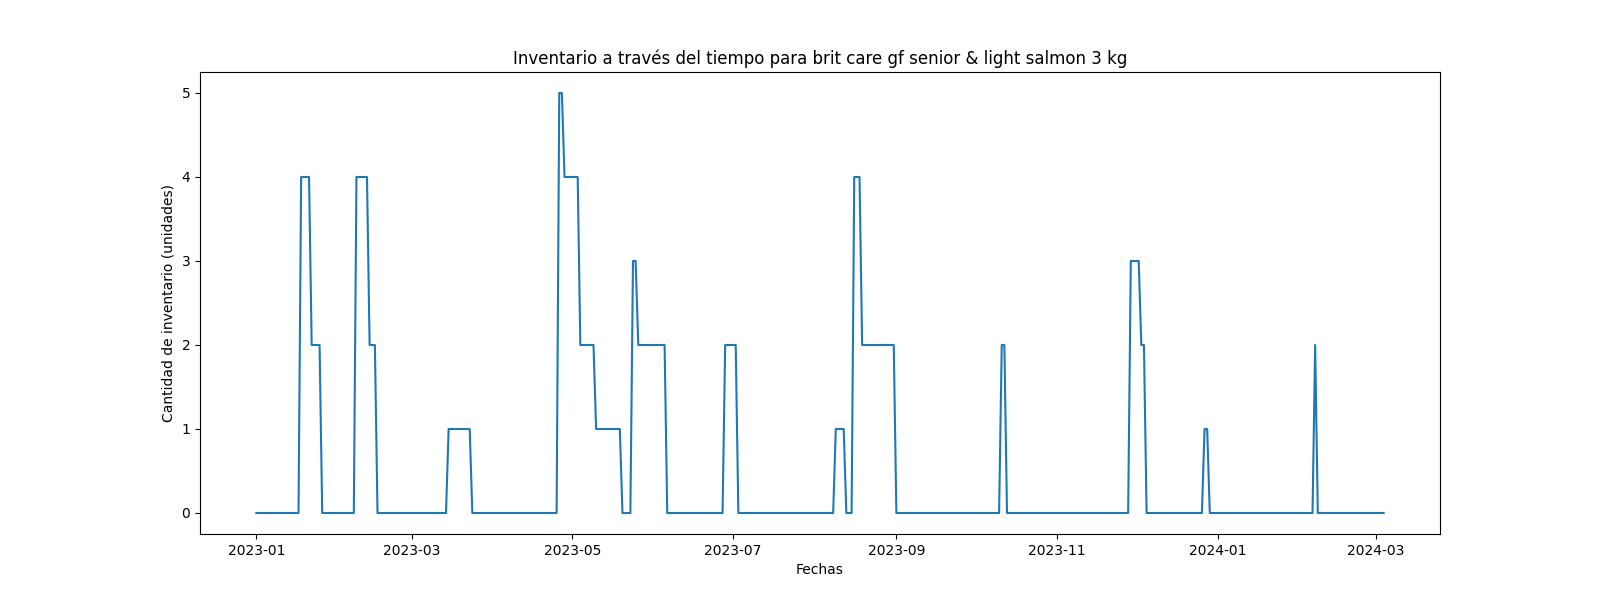 Inventario a través del tiempo para brit care gf senior & light salmon 3 kg
Cantidad de inventario (unidades)
5
4
3
2
1
0
2023-01 2023-03 2023-05 2023-07 2023-09 2023-11 2024-01 2024-03
Fechas